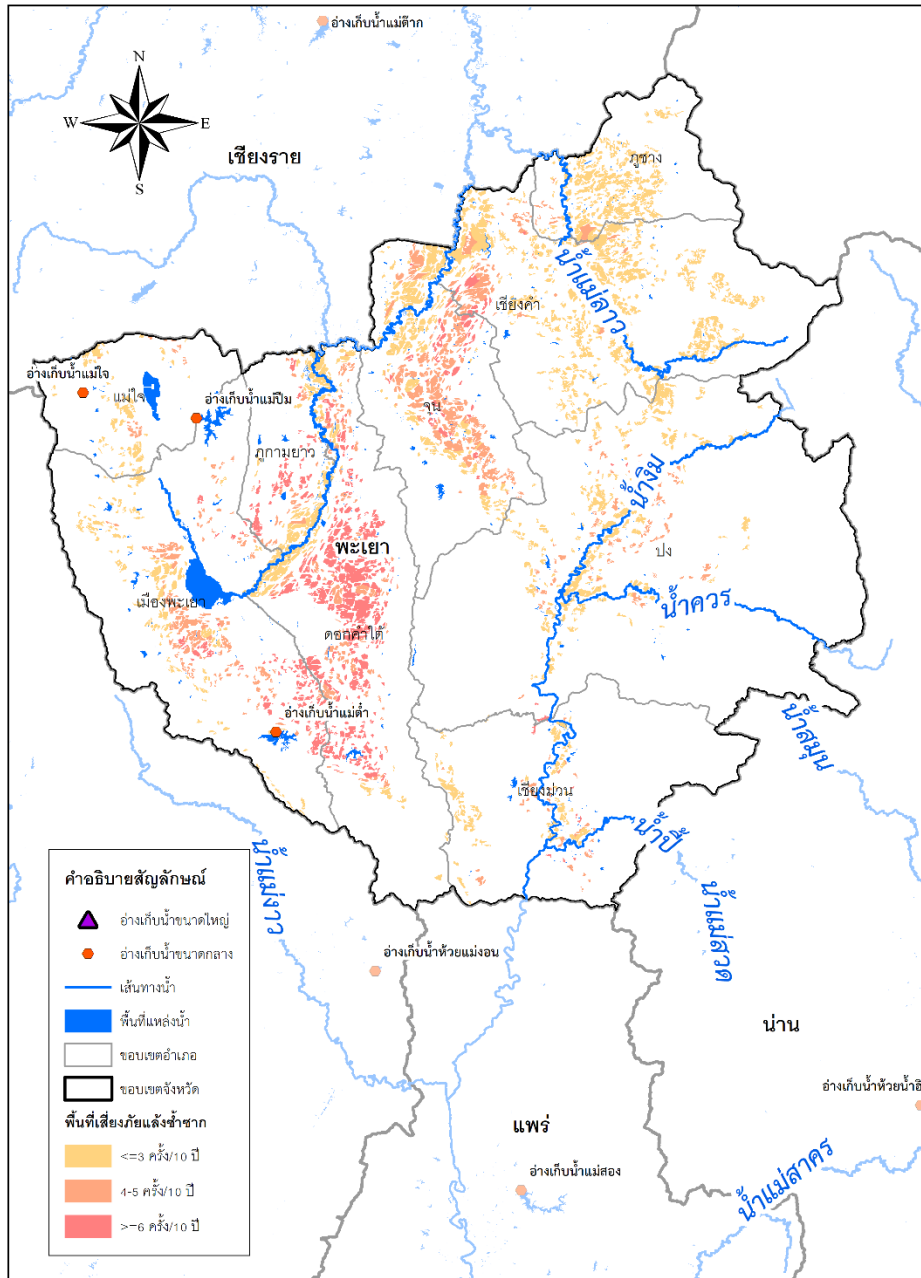 อ่างเก็บน้ำแม่ต๊าก
N
W
E
S
เชียงราย
ภูซาง
น้ำแม่ลาว
เชียงคำ
อ่างเก็บน้ำแม่ใจ
แม่ใจ
อ่างเก็บน้ำแม่ปืม
จุน
ภูกามยาว
น้ำงิม
พะเยา
ปง
เมืองพะเยา
น้ำควร
ดอกคำใต้
อ่างเก็บน้ำแม่ต๋ำ
น้ำสมุน
เชียงม่วน
น้ำปี้
น้ำแม่งาว
น้ำแม่สวด
อ่างเก็บน้ำห้วยแม่งอน
น่าน
แพร่
อ่างเก็บน้ำแม่สอง
น้ำแม่สาคร
คำอธิบายสัญลักษณ์
อ่างเก็บน้ำขนาดใหญ่
อ่างเก็บน้ำขนาดกลาง
เส้นทางน้ำ
พื้นที่แหล่งน้ำ
ขอบเขตอำเภอ
ขอบเขตจังหวัด
พื้นที่เสี่ยงภัยแล้งซ้ำซาก
<=3 ครั้ง/10 ปี
4-5 ครั้ง/10 ปี
>=6 ครั้ง/10 ปี